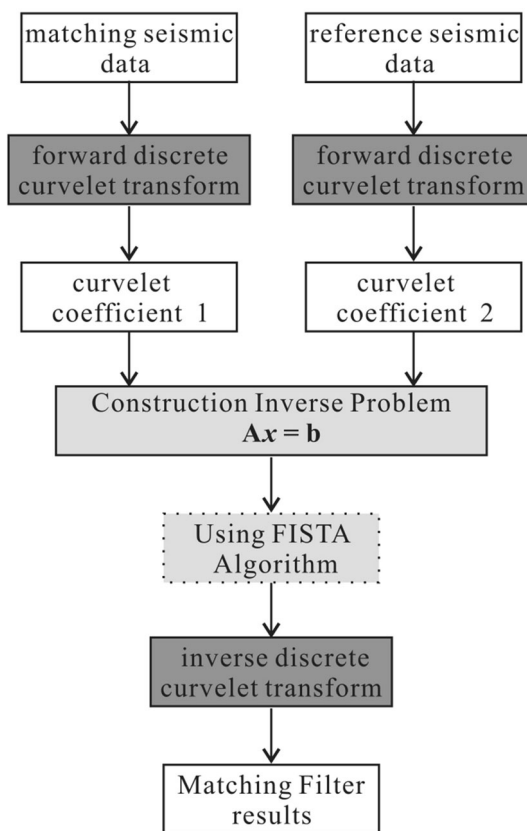 matching seismic
data
reference seismic
data
forward discrete
curvelet transform
forward discrete
curvelet transform
curvelet
coefficient 1
curvelet
coefficient 2
Construction Inverse Problem
Ax = b
Using FISTA
Algorithm
inverse discrete
curvelet transform
Matching Filter
results